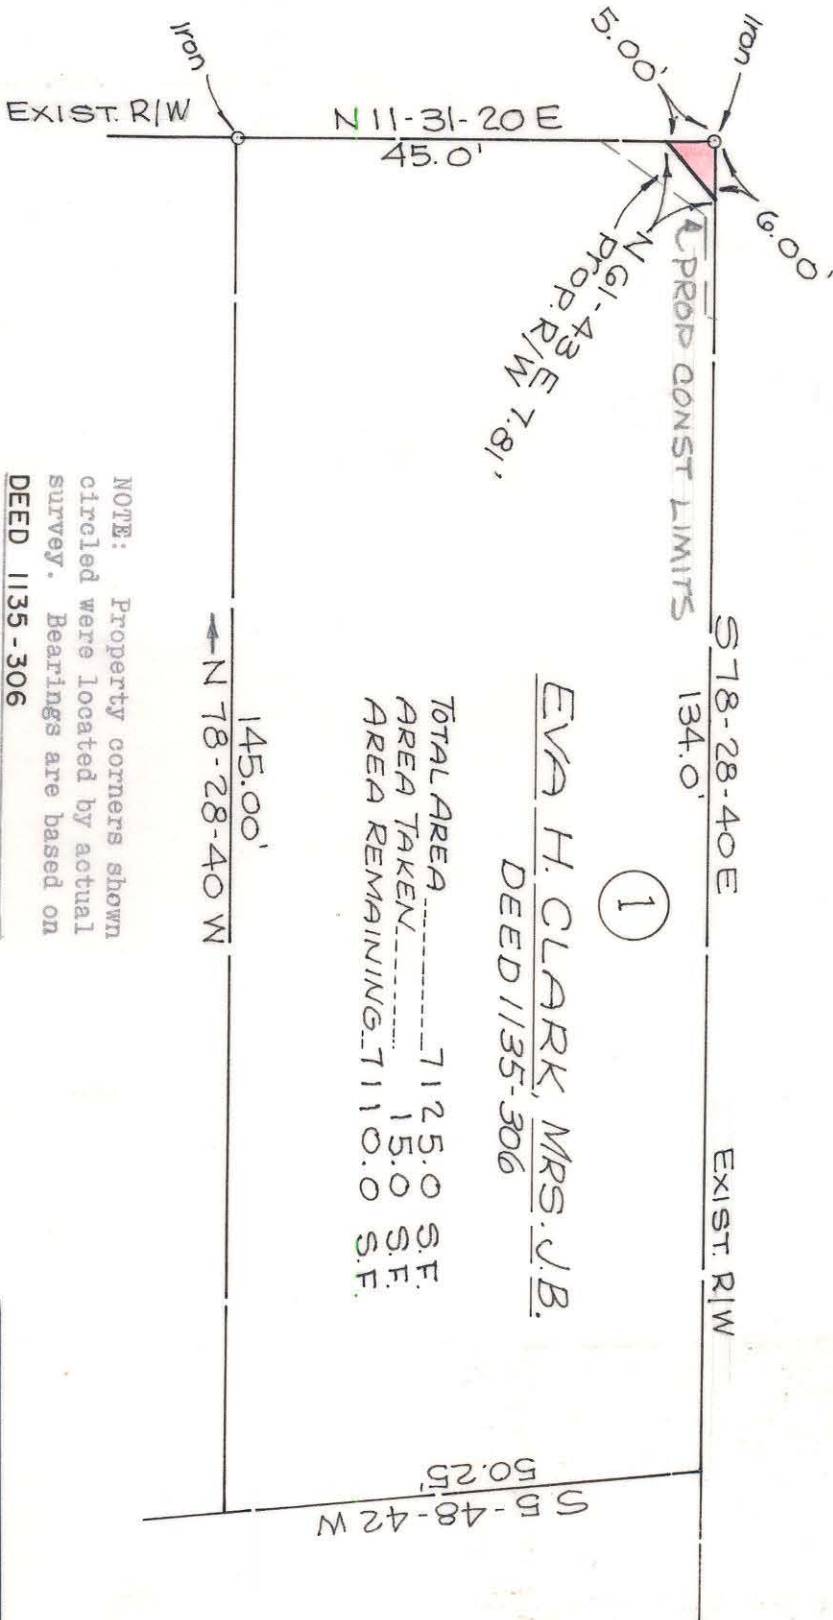 Iron
EXIST. R/W
N 11-31-20 E
45.0'
5.00'
Iron
6.00'
N 61-43 E 7.81'
Prop. R/W
PROP CONST LIMITS
S 78-28-40 E
134.0'
EXIST. R/W
1
EVA H. CLARK, MRS. J.B.
DEED 1135-306
TOTAL AREA 7125.0 S.F.
AREA TAKEN 15.0 S.F.
AREA REMAINING 7110.0 S.F.
145.00'
N 78-28-40 W
S 5-48-42 W
50.25'
NOTE: Property corners shown
circled were located by actual
survey. Bearings are based on
DEED 1135-306